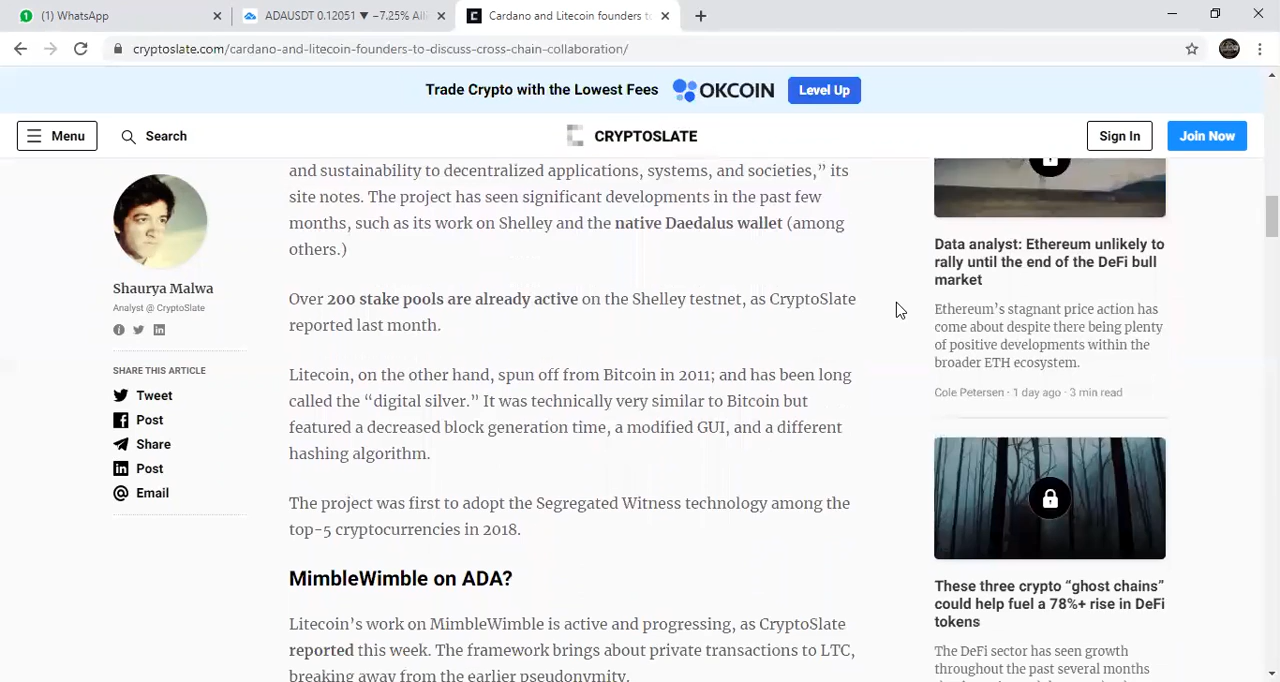 (1) WhatsApp
ADAUSDT 0.12051 ▼ −7.25% All
Cardano and Litecoin founders to
cryptoslate.com/cardano-and-litecoin-founders-to-discuss-cross-chain-collaboration/
Trade Crypto with the Lowest Fees OKCOIN Level Up
Menu Search CRYPTOSLATE Sign In Join Now
Shaurya Malwa
Analyst @ CryptoSlate
SHARE THIS ARTICLE
Tweet
Post
Share
Post
Email
and sustainability to decentralized applications, systems, and societies,” its
site notes. The project has seen significant developments in the past few
months, such as its work on Shelley and the native Daedalus wallet (among
others.)
Over 200 stake pools are already active on the Shelley testnet, as CryptoSlate
reported last month.
Litecoin, on the other hand, spun off from Bitcoin in 2011; and has been long
called the “digital silver.” It was technically very similar to Bitcoin but
featured a decreased block generation time, a modified GUI, and a different
hashing algorithm.
The project was first to adopt the Segregated Witness technology among the
top-5 cryptocurrencies in 2018.
MimbleWimble on ADA?
Litecoin’s work on MimbleWimble is active and progressing, as CryptoSlate
reported this week. The framework brings about private transactions to LTC,
breaking away from the earlier pseudonymity.
Data analyst: Ethereum unlikely to
rally until the end of the DeFi bull
market
Ethereum’s stagnant price action has
come about despite there being plenty
of positive developments within the
broader ETH ecosystem.
Cole Petersen · 1 day ago · 3 min read
These three crypto “ghost chains”
could help fuel a 78%+ rise in DeFi
tokens
The DeFi sector has seen growth
throughout the past several months